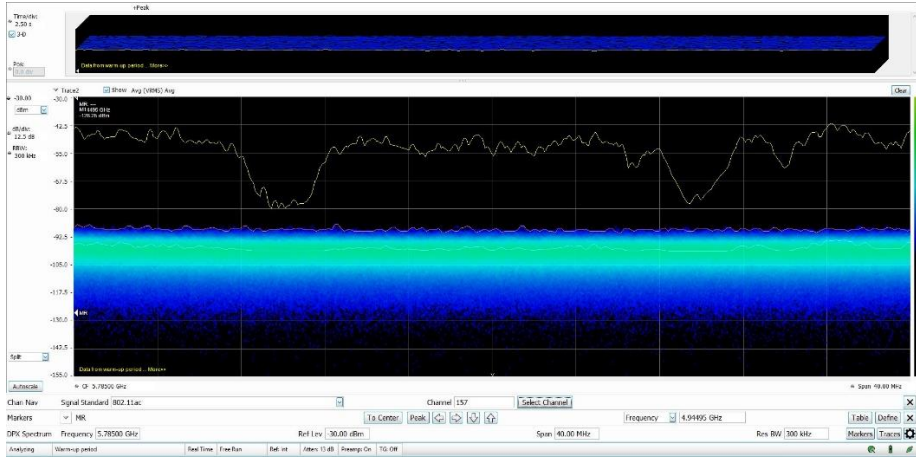 +Peak
Time/div:
2.50 s
3-D
Pos:
Data from warm-up period... More>>
Trace2 Show Avg (VRMS) Avg Clear
-30.00 -30.0
dBm
-42.5
dB/div:
12.5 dB
RBW:
300 kHz
-55.0
-67.5
-80.0
-92.5
-105.0
-117.5
MR
-130.0
-142.5
Split
-155.0
Data from warm-up period... More>>
Autoscale CF 5.78500 GHz Span 40.00 MHz
Chan Nav Signal Standard 802.11ac Channel 157 Select Channel X
Markers MR To Center Peak Frequency 4.94495 GHz Table Define X
DPX Spectrum Frequency 5.78500 GHz Ref Lev -30.00 dBm Span 40.00 MHz Res BW 300 kHz Markers Traces
Analyzing Warm-up period Real Time Free Run Ref: Int Atten: 15 dB Preamp: On TG: Off